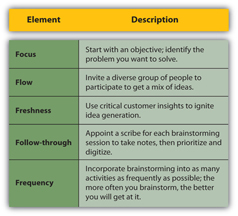 Element Description
Focus
Start with an objective; identify the
problem you want to solve.
Flow
Invite a diverse group of people to
participate to get a mix of ideas.
Freshness
Use critical customer insights to ignite
idea generation.
Follow-through
Appoint a scribe for each brainstorming
session to take notes, then prioritize and
digitize.
Frequency
Incorporate brainstorming into as many
activities as frequently as possible; the
more often you brainstorm, the better
you will get at it.